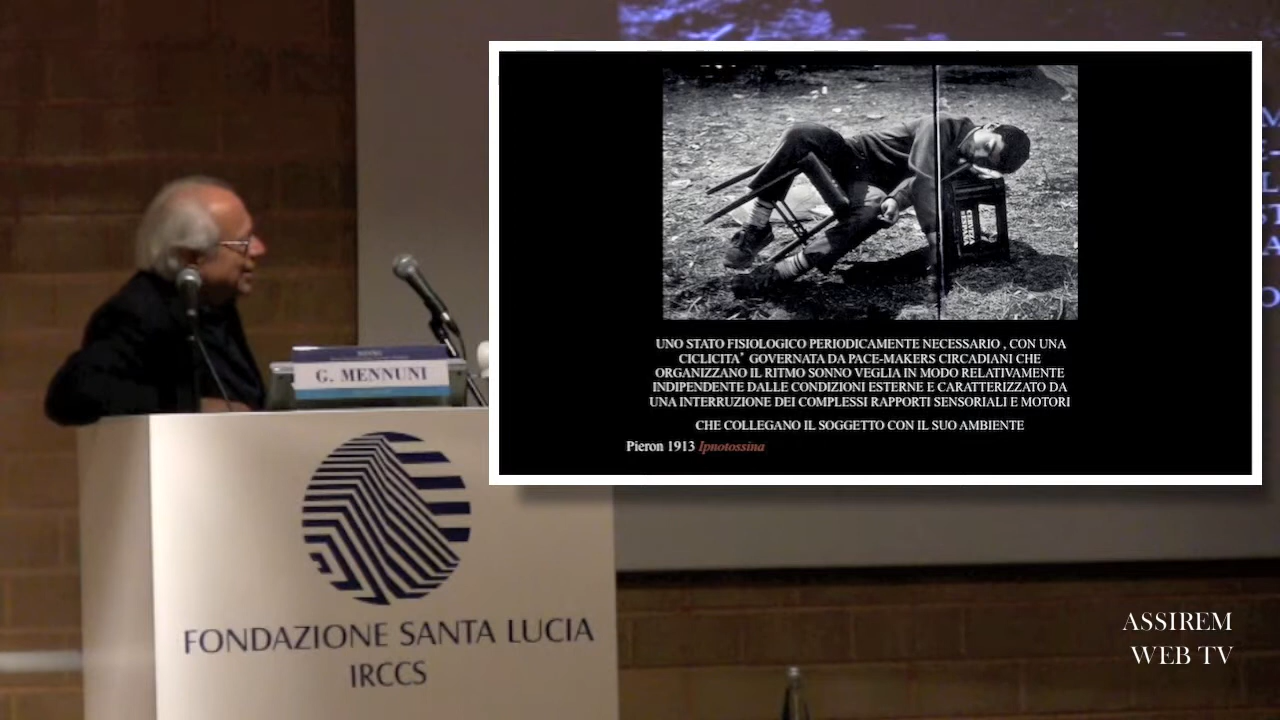 UNO STATO FISIOLOGICO PERIODICAMENTE NECESSARIO , CON UNA
CICLICITA' GOVERNATA DA PACE-MAKERS CIRCADIANI CHE
ORGANIZZANO IL RITMO SONNO VEGLIA IN MODO RELATIVAMENTE
INDIPENDENTE DALLE CONDIZIONI ESTERNE E CARATTERIZZATO DA
UNA INTERRUZIONE DEI COMPLESSI RAPPORTI SENSORIALI E MOTORI
CHE COLLEGANO IL SOGGETTO CON IL SUO AMBIENTE
Pieron 1913 Ipnotossina
G. MENNUNI
FONDAZIONE SANTA LUCIA
IRCCS
ASSIREM
WEB TV